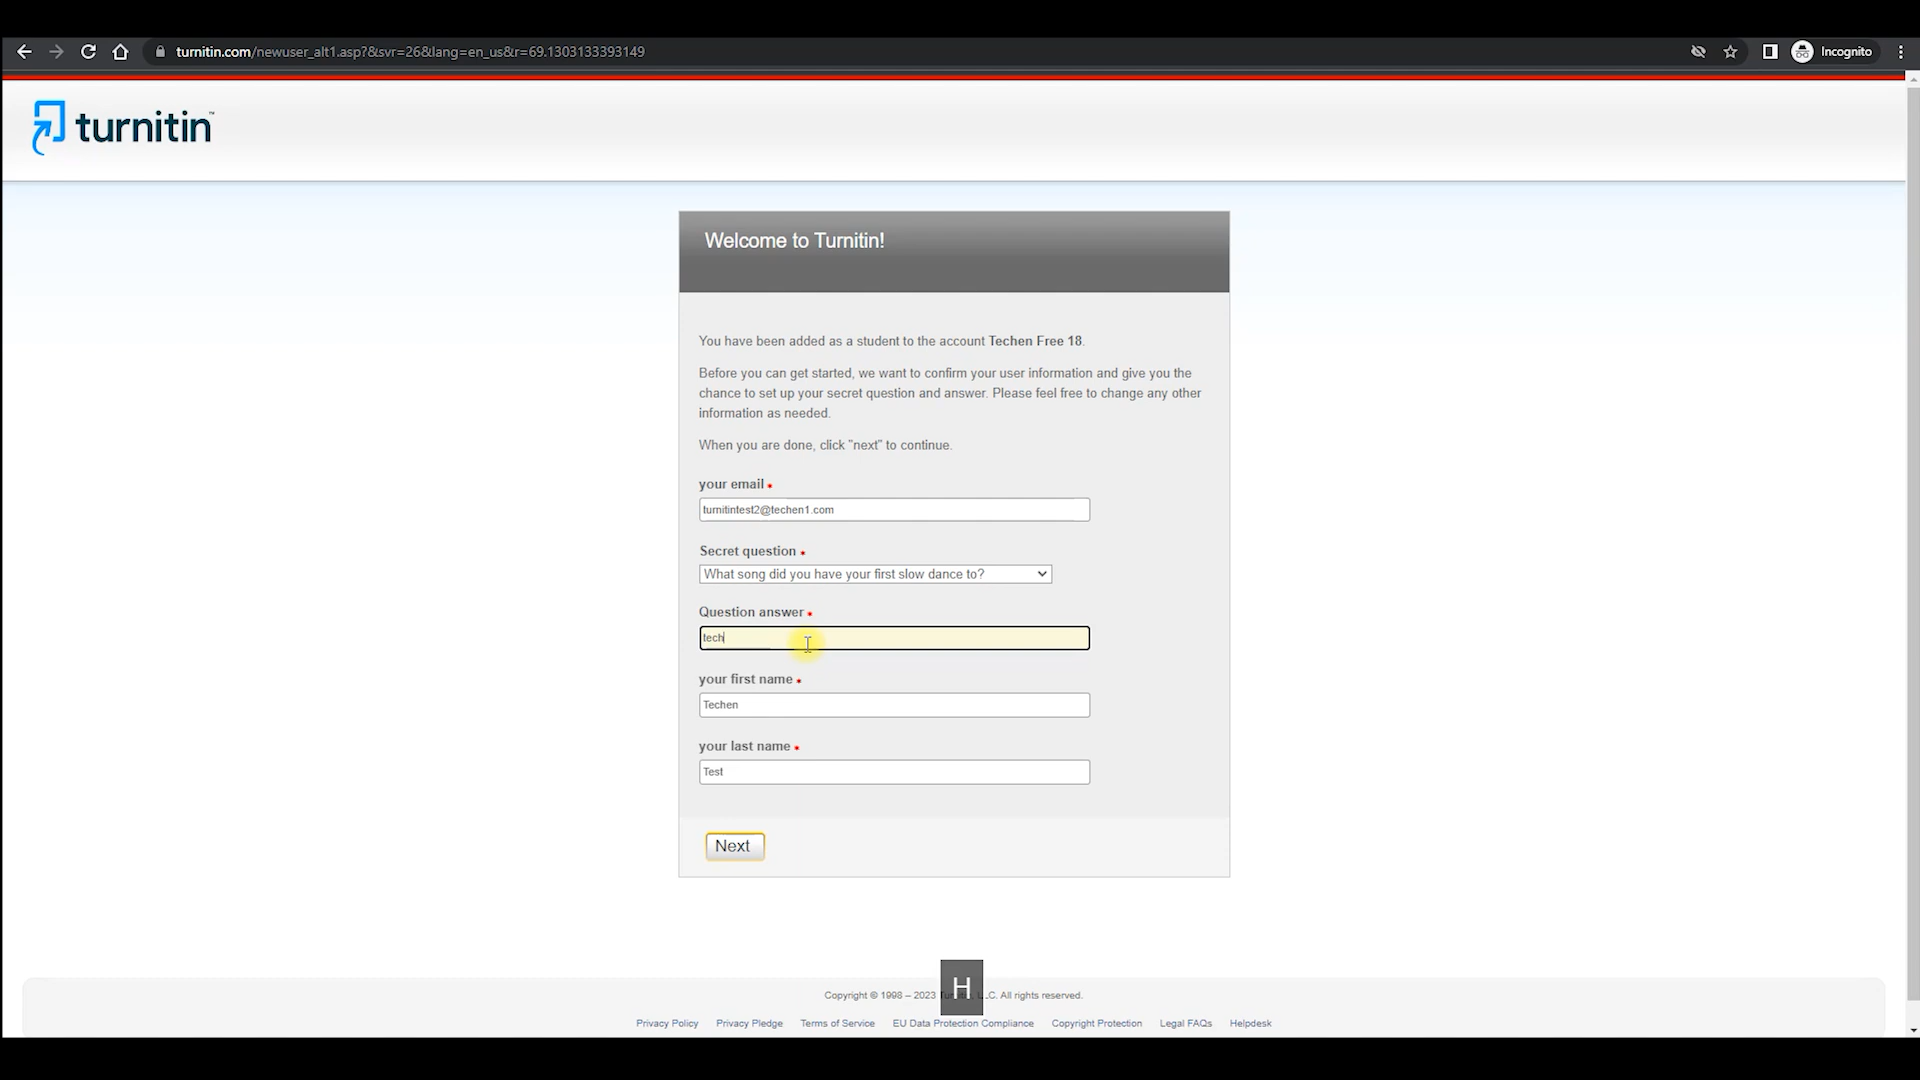 turnitin.com/newuser_alt1.asp?&svr=26&lang=en_us&r=69.1303133393149
Incognito
turnitin™
Welcome to Turnitin!
You have been added as a student to the account Techen Free 18.
Before you can get started, we want to confirm your user information and give you the
chance to set up your secret question and answer. Please feel free to change any other
information as needed.
When you are done, click "next" to continue.
your email
turnitintest2@techen1.com
Secret question
What song did you have your first slow dance to?
Question answer
tech
your first name
Techen
your last name
Test
Next
H
Copyright © 1998 – 2023 C. All rights reserved.
Privacy Policy Privacy Pledge Terms of Service EU Data Protection Compliance Copyright Protection Legal FAQs Helpdesk